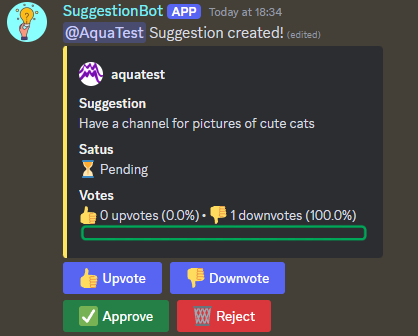 SuggestionBot APP Today at 18:34
@AquaTest Suggestion created! (edited)
aquatest
Suggestion
Have a channel for pictures of cute cats
Satus
⏳ Pending
Votes
👍 0 upvotes (0.0%) • 👎 1 downvotes (100.0%)
👍 Upvote 👎 Downvote
✅ Approve 🗑️ Reject